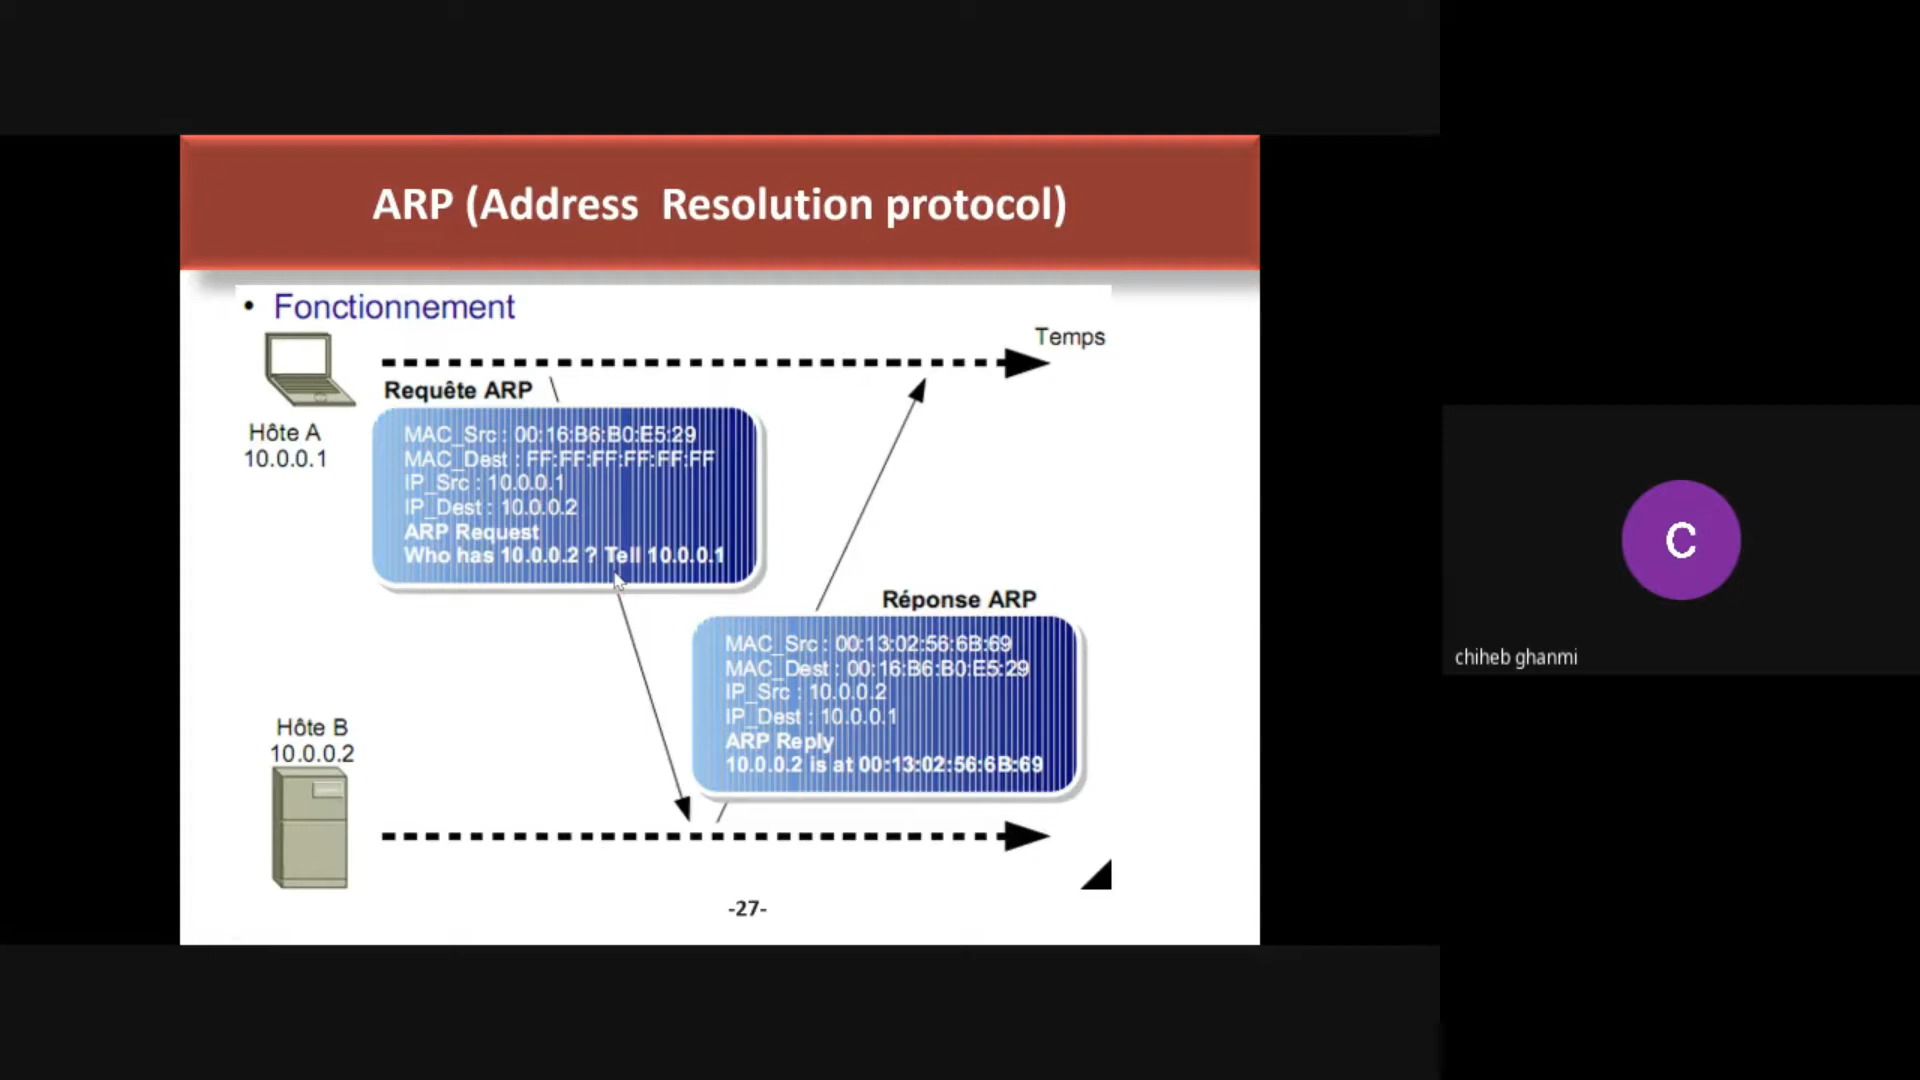 ARP (Address Resolution protocol)
• Fonctionnement
Temps
Requête ARP
Hôte A
10.0.0.1
MAC_Src : 00:16:B6:B0:E5:29
MAC_Dest : FF:FF:FF:FF:FF:FF
IP_Src : 10.0.0.1
IP_Dest : 10.0.0.2
ARP Request
Who has 10.0.0.2 ? Tell 10.0.0.1
Réponse ARP
MAC_Src : 00:13:02:56:6B:69
MAC_Dest : 00:16:B6:B0:E5:29
IP_Src : 10.0.0.2
IP_Dest : 10.0.0.1
ARP Reply
10.0.0.2 is at 00:13:02:56:6B:69
Hôte B
10.0.0.2
-27-
C
chiheb ghanmi